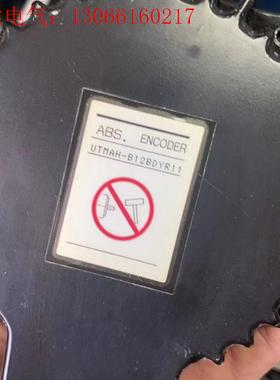 电气：13066160217
ABS. ENCODER
UTMAH-B12BDYR11